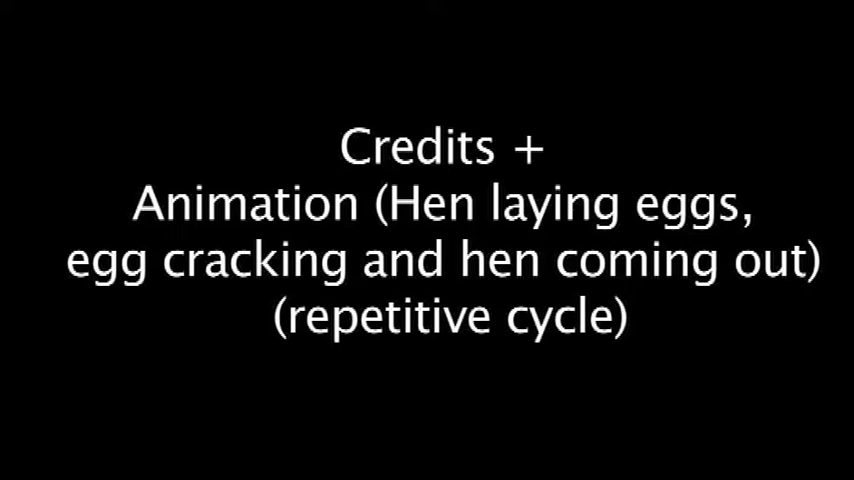 Credits +
Animation (Hen laying eggs,
egg cracking and hen coming out)
(repetitive cycle)